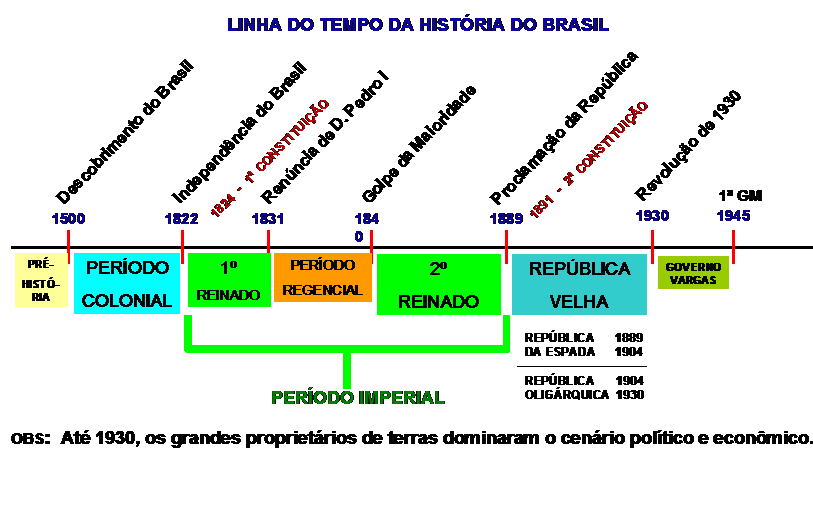 LINHA DO TEMPO DA HISTÓRIA DO BRASIL
Descobrimento do Brasil
Independência do Brasil
1824 - 1ª CONSTITUIÇÃO
Renúncia de D. Pedro I
Golpe da Maioridade
Proclamação da República
1891 - 2ª CONSTITUIÇÃO
Revolução de 1930
1ª GM
1500
1822
1831
184
0
1889
1930
1945
PRÉ-
HISTÓ-
RIA
PERÍODO
COLONIAL
1º
REINADO
PERÍODO
REGENCIAL
2º
REINADO
REPÚBLICA
VELHA
GOVERNO
VARGAS
REPÚBLICA 1889
DA ESPADA 1904
REPÚBLICA 1904
OLIGÁRQUICA 1930
PERÍODO IMPERIAL
OBS: Até 1930, os grandes proprietários de terras dominaram o cenário político e econômico.